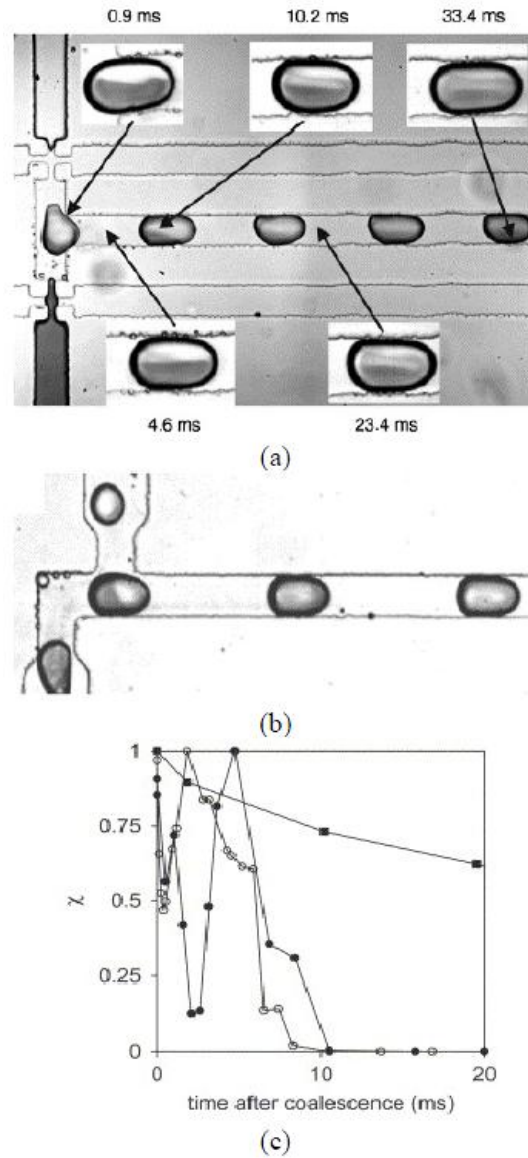 0.9 ms 10.2 ms 33.4 ms
4.6 ms 23.4 ms
(a)
(b)
1
0.75
χ 0.5
0.25
0
0 10 20
time after coalescence (ms)
(c)